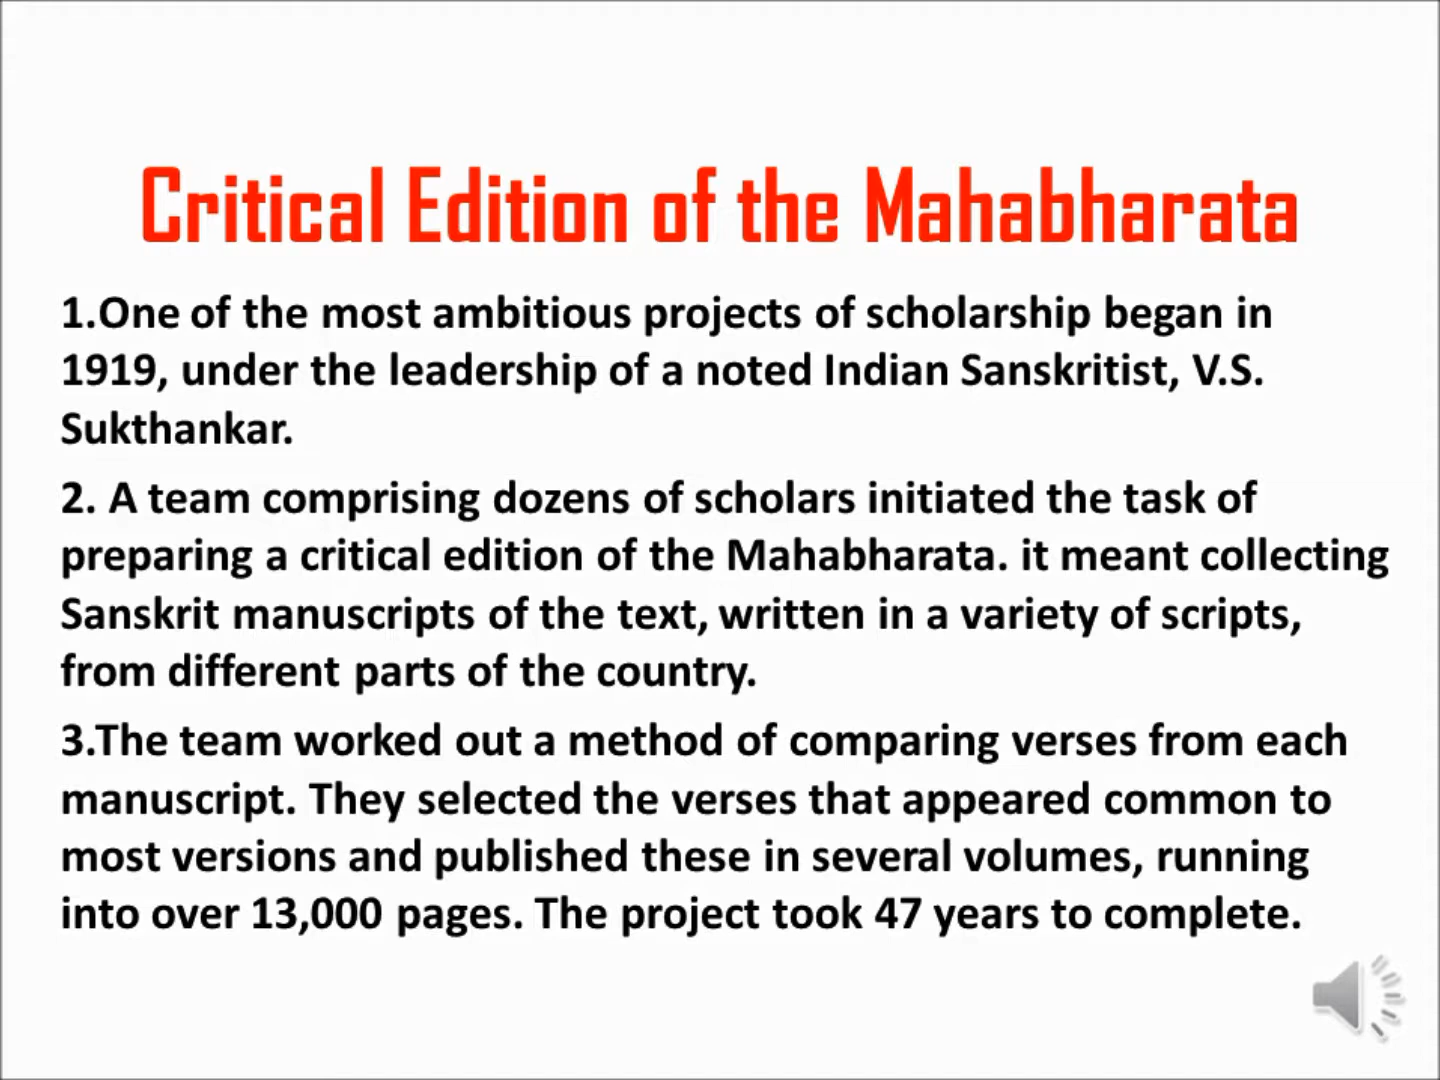 Critical Edition of the Mahabharata
1.One of the most ambitious projects of scholarship began in
1919, under the leadership of a noted Indian Sanskritist, V.S.
Sukthankar.
2. A team comprising dozens of scholars initiated the task of
preparing a critical edition of the Mahabharata. it meant collecting
Sanskrit manuscripts of the text, written in a variety of scripts,
from different parts of the country.
3.The team worked out a method of comparing verses from each
manuscript. They selected the verses that appeared common to
most versions and published these in several volumes, running
into over 13,000 pages. The project took 47 years to complete.